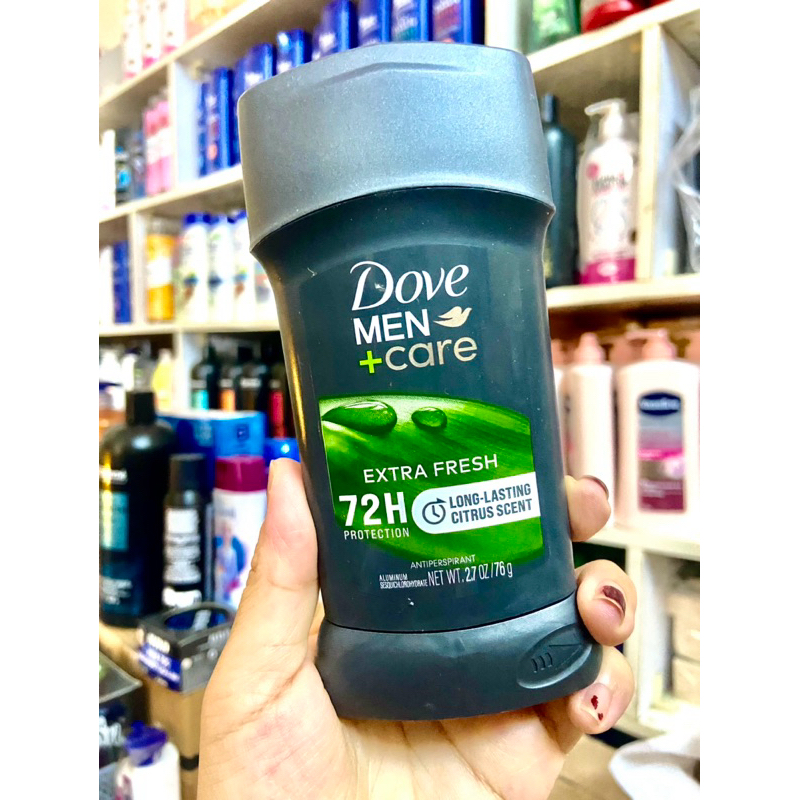 Dove
MEN
+care
EXTRA FRESH
72H
PROTECTION
LONG-LASTING
CITRUS SCENT
ANTIPERSPIRANT
ALUMINUM
SESQUICHLOROHYDRATE
NET WT. 2.7 OZ/76 g
Vaseline